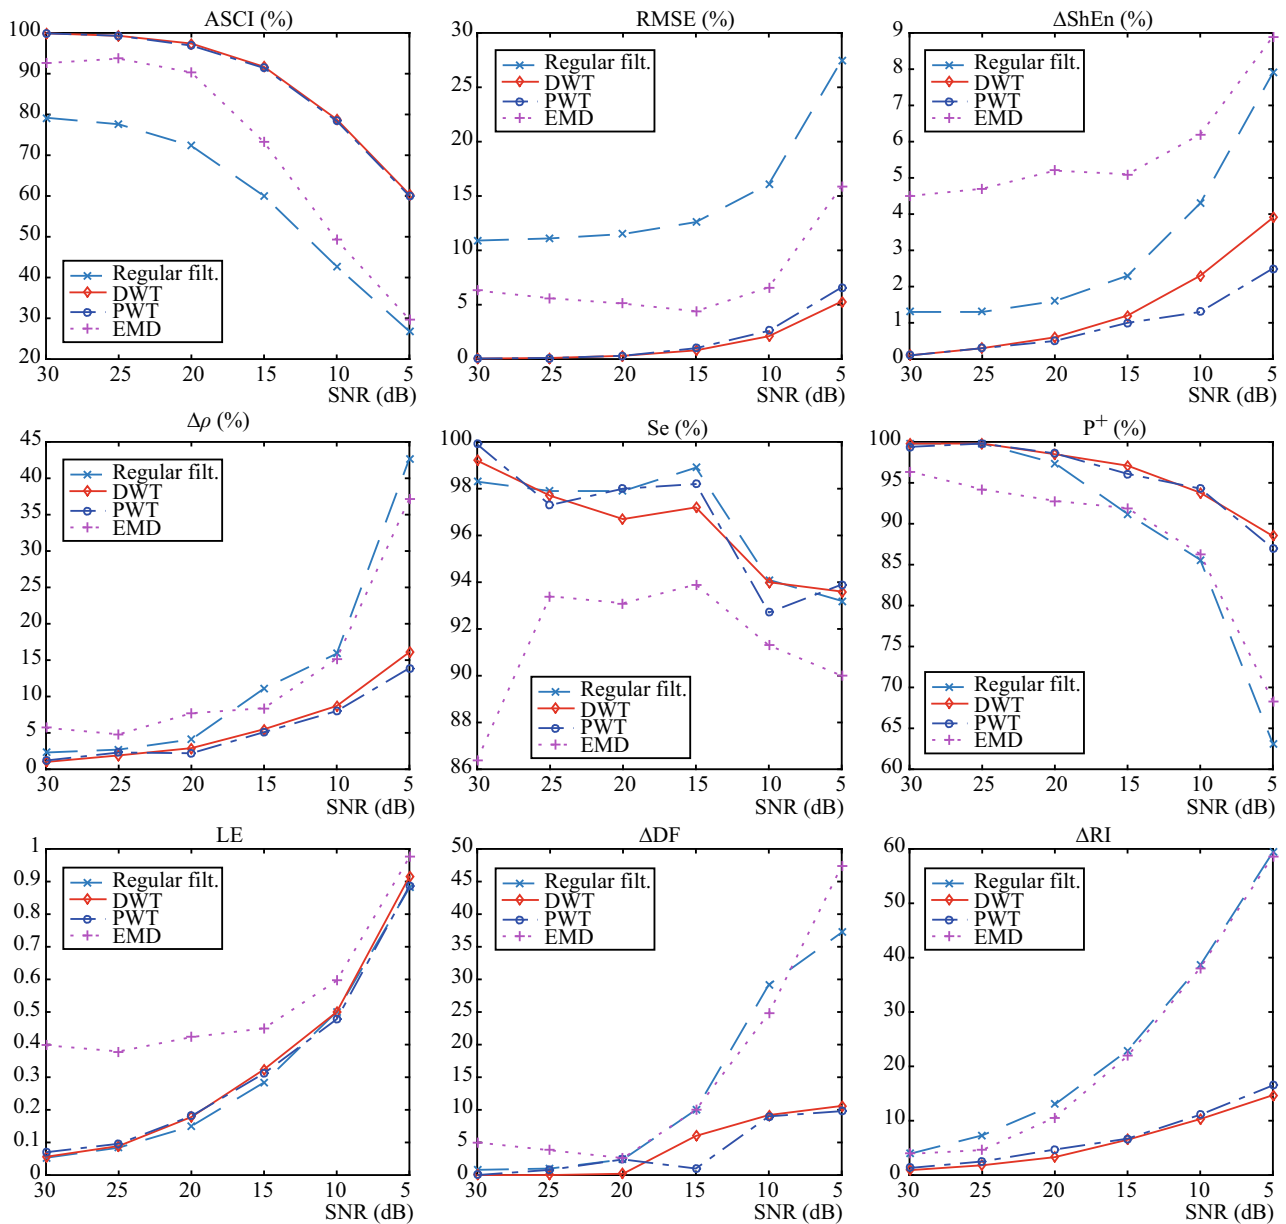 ASCI (%)
100
90
80
70
60
50
40
30
20
Regular filt.
DWT
PWT
EMD
30 25 20 15 10 5
SNR (dB)
RMSE (%)
30
25
20
15
10
5
0
Regular filt.
DWT
PWT
EMD
30 25 20 15 10 5
SNR (dB)
ΔShEn (%)
9
8
7
6
5
4
3
2
1
0
Regular filt.
DWT
PWT
EMD
30 25 20 15 10 5
SNR (dB)
Δρ (%)
45
40
35
30
25
20
15
10
5
0
Regular filt.
DWT
PWT
EMD
30 25 20 15 10 5
SNR (dB)
Se (%)
100
98
96
94
92
90
88
86
Regular filt.
DWT
PWT
EMD
30 25 20 15 10 5
SNR (dB)
P+ (%)
100
95
90
85
80
75
70
65
60
Regular filt.
DWT
PWT
EMD
30 25 20 15 10 5
SNR (dB)
LE
1
0.9
0.8
0.7
0.6
0.5
0.4
0.3
0.2
0.1
0
Regular filt.
DWT
PWT
EMD
30 25 20 15 10 5
SNR (dB)
ΔDF
50
45
40
35
30
25
20
15
10
5
0
Regular filt.
DWT
PWT
EMD
30 25 20 15 10 5
SNR (dB)
ΔRI
60
50
40
30
20
10
0
Regular filt.
DWT
PWT
EMD
30 25 20 15 10 5
SNR (dB)